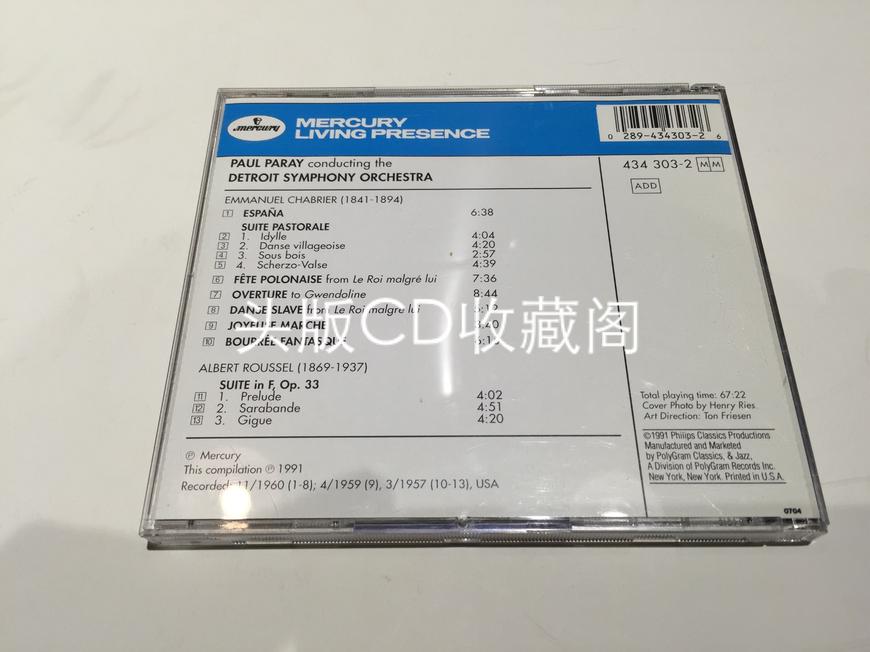 mercury
MERCURY
LIVING PRESENCE
0 289-434303-2 6
PAUL PARAY conducting the
DETROIT SYMPHONY ORCHESTRA
434 303-2 MM
ADD
EMMANUEL CHABRIER (1841-1894)
1 ESPAÑA 6:38
SUITE PASTORALE
2 1. Idylle 4:04
3 2. Danse villageoise 4:20
4 3. Sous bois 2:57
5 4. Scherzo-Valse 4:39
6 FÊTE POLONAISE from Le Roi malgré lui 7:36
7 OVERTURE to Gwendoline 8:44
8 DANSE SLAVE from Le Roi malgré lui
9 JOYEUSE MARCHE
10 BOURRÉE FANTASQUE
头版CD收藏阁
ALBERT ROUSSEL (1869-1937)
SUITE in F, Op. 33
11 1. Prelude 4:02
12 2. Sarabande 4:51
13 3. Gigue 4:20
Total playing time: 67:22
Cover Photo by Henry Ries
Art Direction: Ton Friesen
©1991 Philips Classics Productions
Manufactured and Marketed
by PolyGram Classics, & Jazz,
A Division of PolyGram Records Inc.
New York, New York. Printed in U.S.A.
℗ Mercury
This compilation ℗ 1991
Recorded: 11/1960 (1-8); 4/1959 (9), 3/1957 (10-13), USA
0704